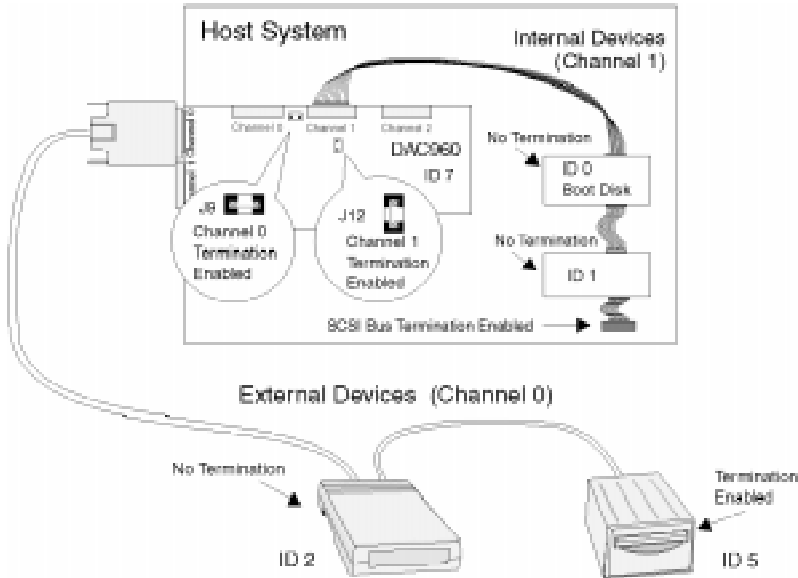 Host System
Internal Devices
(Channel 1)
Channel 0
Channel 1
Channel 2
Channel 0
DAC960
ID 7
No Termination
ID 0
Boot Disk
J9
Channel 0
Termination
Enabled
J12
Channel 1
Termination
Enabled
No Termination
ID 1
SCSI Bus Termination Enabled
External Devices (Channel 0)
No Termination
ID 2
Termination
Enabled
ID 5